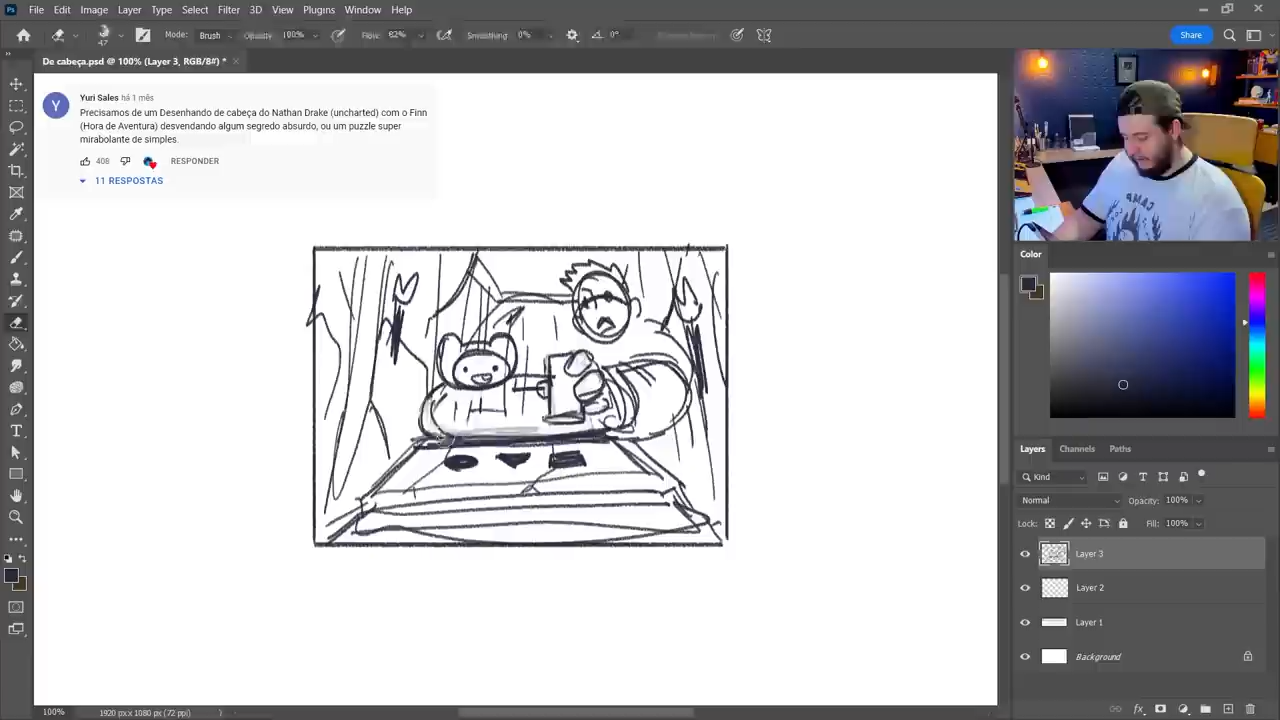 File Edit Image Layer Type Select Filter 3D View Plugins Window Help
47 Mode: Brush Opacity: 100% Flow: 82% Smoothing: 0% 0° Share
De cabeça.psd @ 100% (Layer 3, RGB/8#) *
Y
Yuri Sales há 1 mês
Precisamos de um Desenhando de cabeça do Nathan Drake (uncharted) com o Finn
(Hora de Aventura) desvendando algum segredo absurdo, ou um puzzle super
mirabolante de simples.
408 RESPONDER
11 RESPOSTAS
CAMP
Color
Layers Channels Paths
Kind
Normal Opacity: 100%
Lock: Fill: 100%
Layer 3
Layer 2
Layer 1
Background
100% 1920 px x 1080 px (72 ppi)